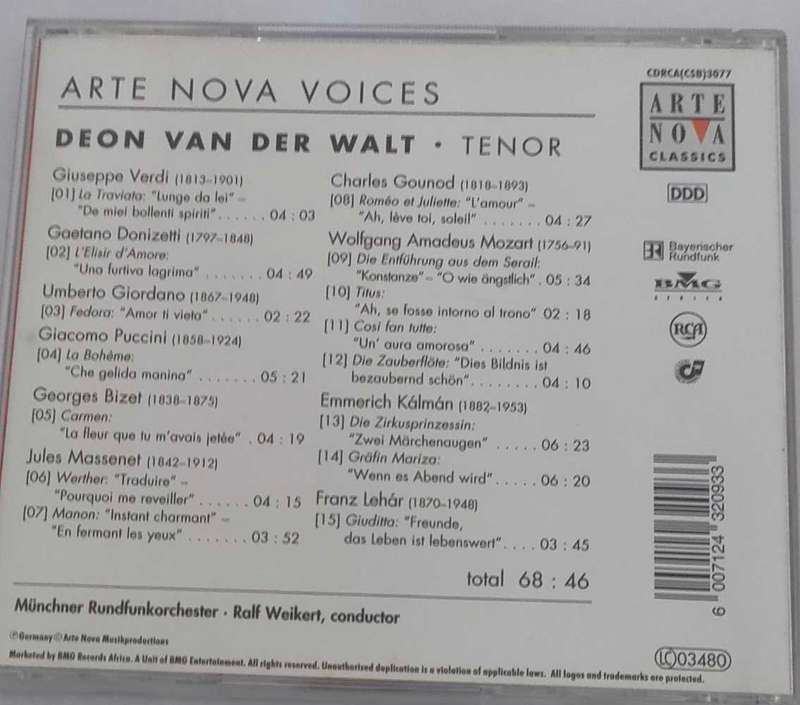 ARTE NOVA VOICES
DEON VAN DER WALT · TENOR
Giuseppe Verdi (1813–1901)
[01] La Traviata: "Lunge da lei" –
"De miei bollenti spiriti". . . . . . 04 : 03
Gaetano Donizetti (1797–1848)
[02] L'Elisir d'Amore:
"Una furtiva lagrima" . . . . . . . 04 : 49
Umberto Giordano (1867–1948)
[03] Fedora: "Amor ti vieta" . . . . . . 02 : 22
Giacomo Puccini (1858–1924)
[04] La Bohème:
"Che gelida manina" . . . . . . . 05 : 21
Georges Bizet (1838–1875)
[05] Carmen:
"La fleur que tu m'avais jetée" . 04 : 19
Jules Massenet (1842–1912)
[06] Werther: "Traduire" –
"Pourquoi me reveiller" . . . . . . 04 : 15
[07] Manon: "Instant charmant" –
"En fermant les yeux" . . . . . . . 03 : 52
Charles Gounod (1818–1893)
[08] Roméo et Juliette: "L'amour" –
"Ah, lève toi, soleil" . . . . . . . 04 : 27
Wolfgang Amadeus Mozart (1756–91)
[09] Die Entführung aus dem Serail:
"Konstanze" – "O wie ängstlich" . 05 : 34
[10] Titus:
"Ah, se fosse intorno al trono" 02 : 18
[11] Cosi fan tutte:
"Un' aura amorosa" . . . . . . . 04 : 46
[12] Die Zauberflöte: "Dies Bildnis ist
bezaubernd schön". . . . . . . . 04 : 10
Emmerich Kálmán (1882–1953)
[13] Die Zirkusprinzessin:
"Zwei Märchenaugen" . . . . . 06 : 23
[14] Gräfin Mariza:
"Wenn es Abend wird" . . . . . 06 : 20
Franz Lehár (1870–1948)
[15] Giuditta: "Freunde,
das Leben ist lebenswert". . . . 03 : 45
total 68 : 46
Münchner Rundfunkorchester · Ralf Weikert, conductor
Ⓟ Germany Ⓒ Arte Nova Musikproductions
Marketed by BMG Records Africa. A Unit of BMG Entertainment. All rights reserved. Unauthorised duplication is a violation of applicable laws. All logos and trademarks are protected.
CDRCA(CSB)3077
ARTE
NOVA
CLASSICS
DDD
Bayerischer
Rundfunk
BMG
RCA
6 007124 320933
LC 03480